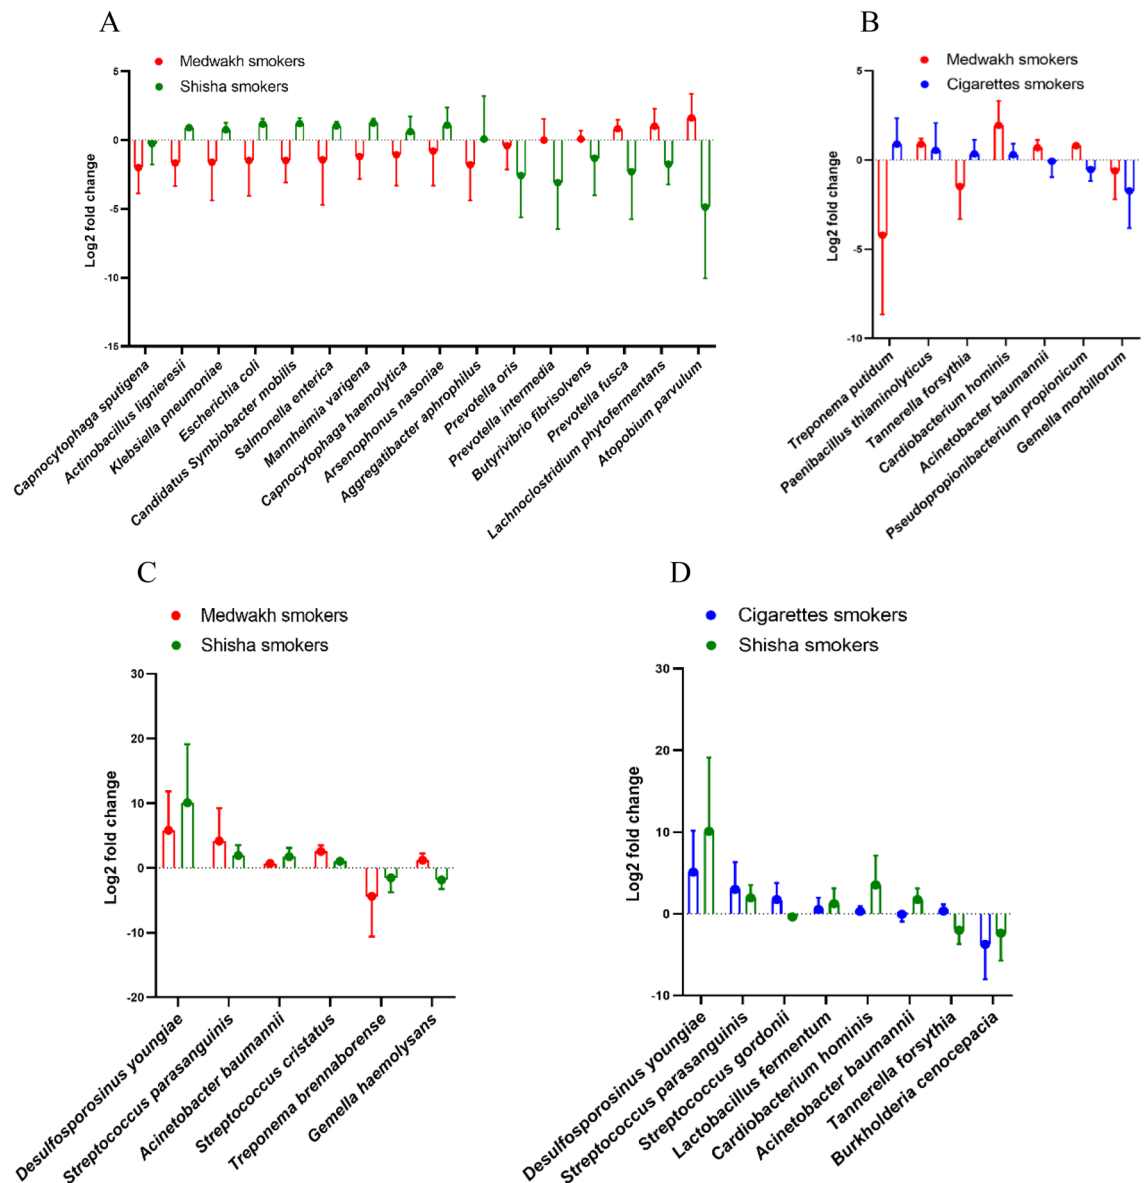 A
Medwakh smokers
Shisha smokers
Log2 fold change
5
0
-5
-10
-15
Capnocytophaga sputigena
Actinobacillus lignieresii
Klebsiella pneumoniae
Escherichia coli
Candidatus Symbiobacter mobilis
Salmonella enterica
Mannheimia varigena
Capnocytophaga haemolytica
Arsenophonus nasoniae
Aggregatibacter aphrophilus
Prevotella oris
Prevotella intermedia
Butyrivibrio fibrisolvens
Prevotella fusca
Lachnoclostridium phytofermentans
Atopobium parvulum
B
Medwakh smokers
Cigarettes smokers
Log2 fold change
5
0
-5
-10
Treponema putidum
Paenibacillus thiaminolyticus
Tannerella forsythia
Cardiobacterium hominis
Acinetobacter baumannii
Pseudopropionibacterium propionicum
Gemella morbillorum
C
Medwakh smokers
Shisha smokers
Log2 fold change
30
20
10
0
-10
-20
Desulfosporosinus youngiae
Streptococcus parasanguinis
Acinetobacter baumannii
Streptococcus cristatus
Treponema brennaborense
Gemella haemolysans
D
Cigarettes smokers
Shisha smokers
Log2 fold change
30
20
10
0
-10
Desulfosporosinus youngiae
Streptococcus parasanguinis
Streptococcus gordonii
Lactobacillus fermentum
Cardiobacterium hominis
Acinetobacter baumannii
Tannerella forsythia
Burkholderia cenocepacia